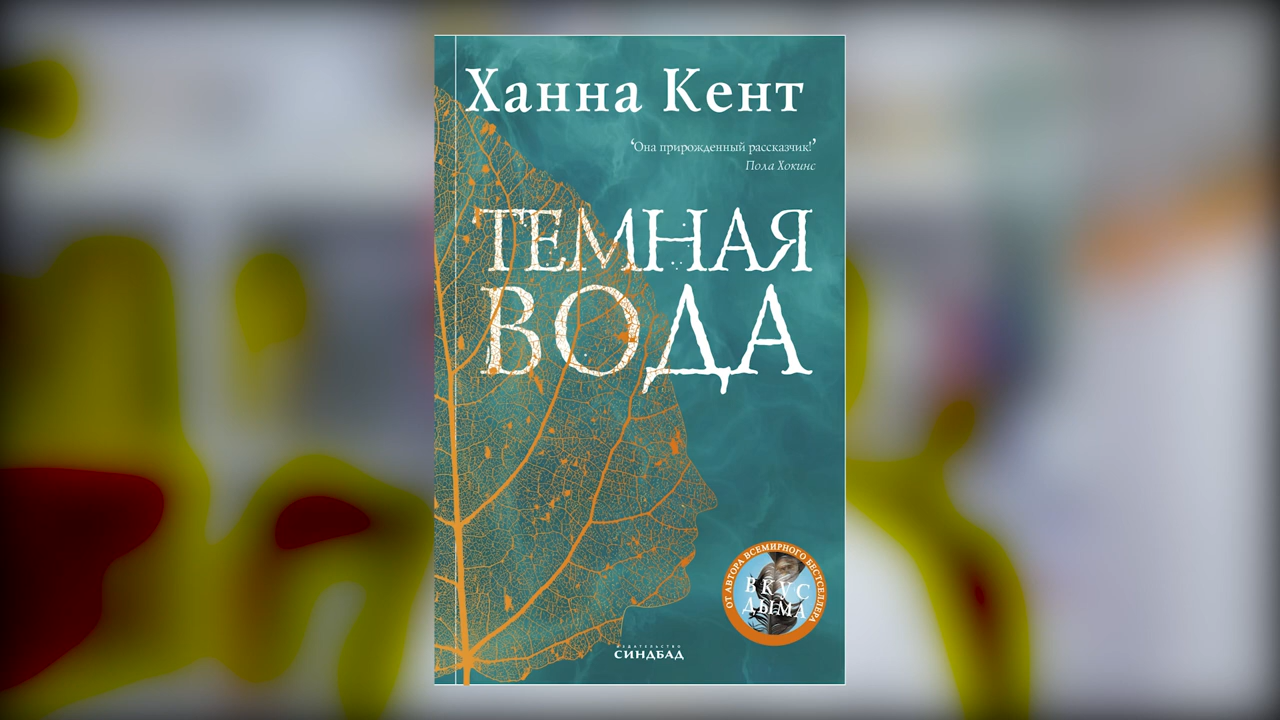 Ханна Кент
‘Она прирожденный рассказчик!’
Пола Хокинс
ТЕМНАЯ
ВОДА
ОТ АВТОРА ВСЕМИРНОГО БЕСТСЕЛЛЕРА
ВКУС
ДЫМА
ИЗДАТЕЛЬСТВО
СИНДБАД